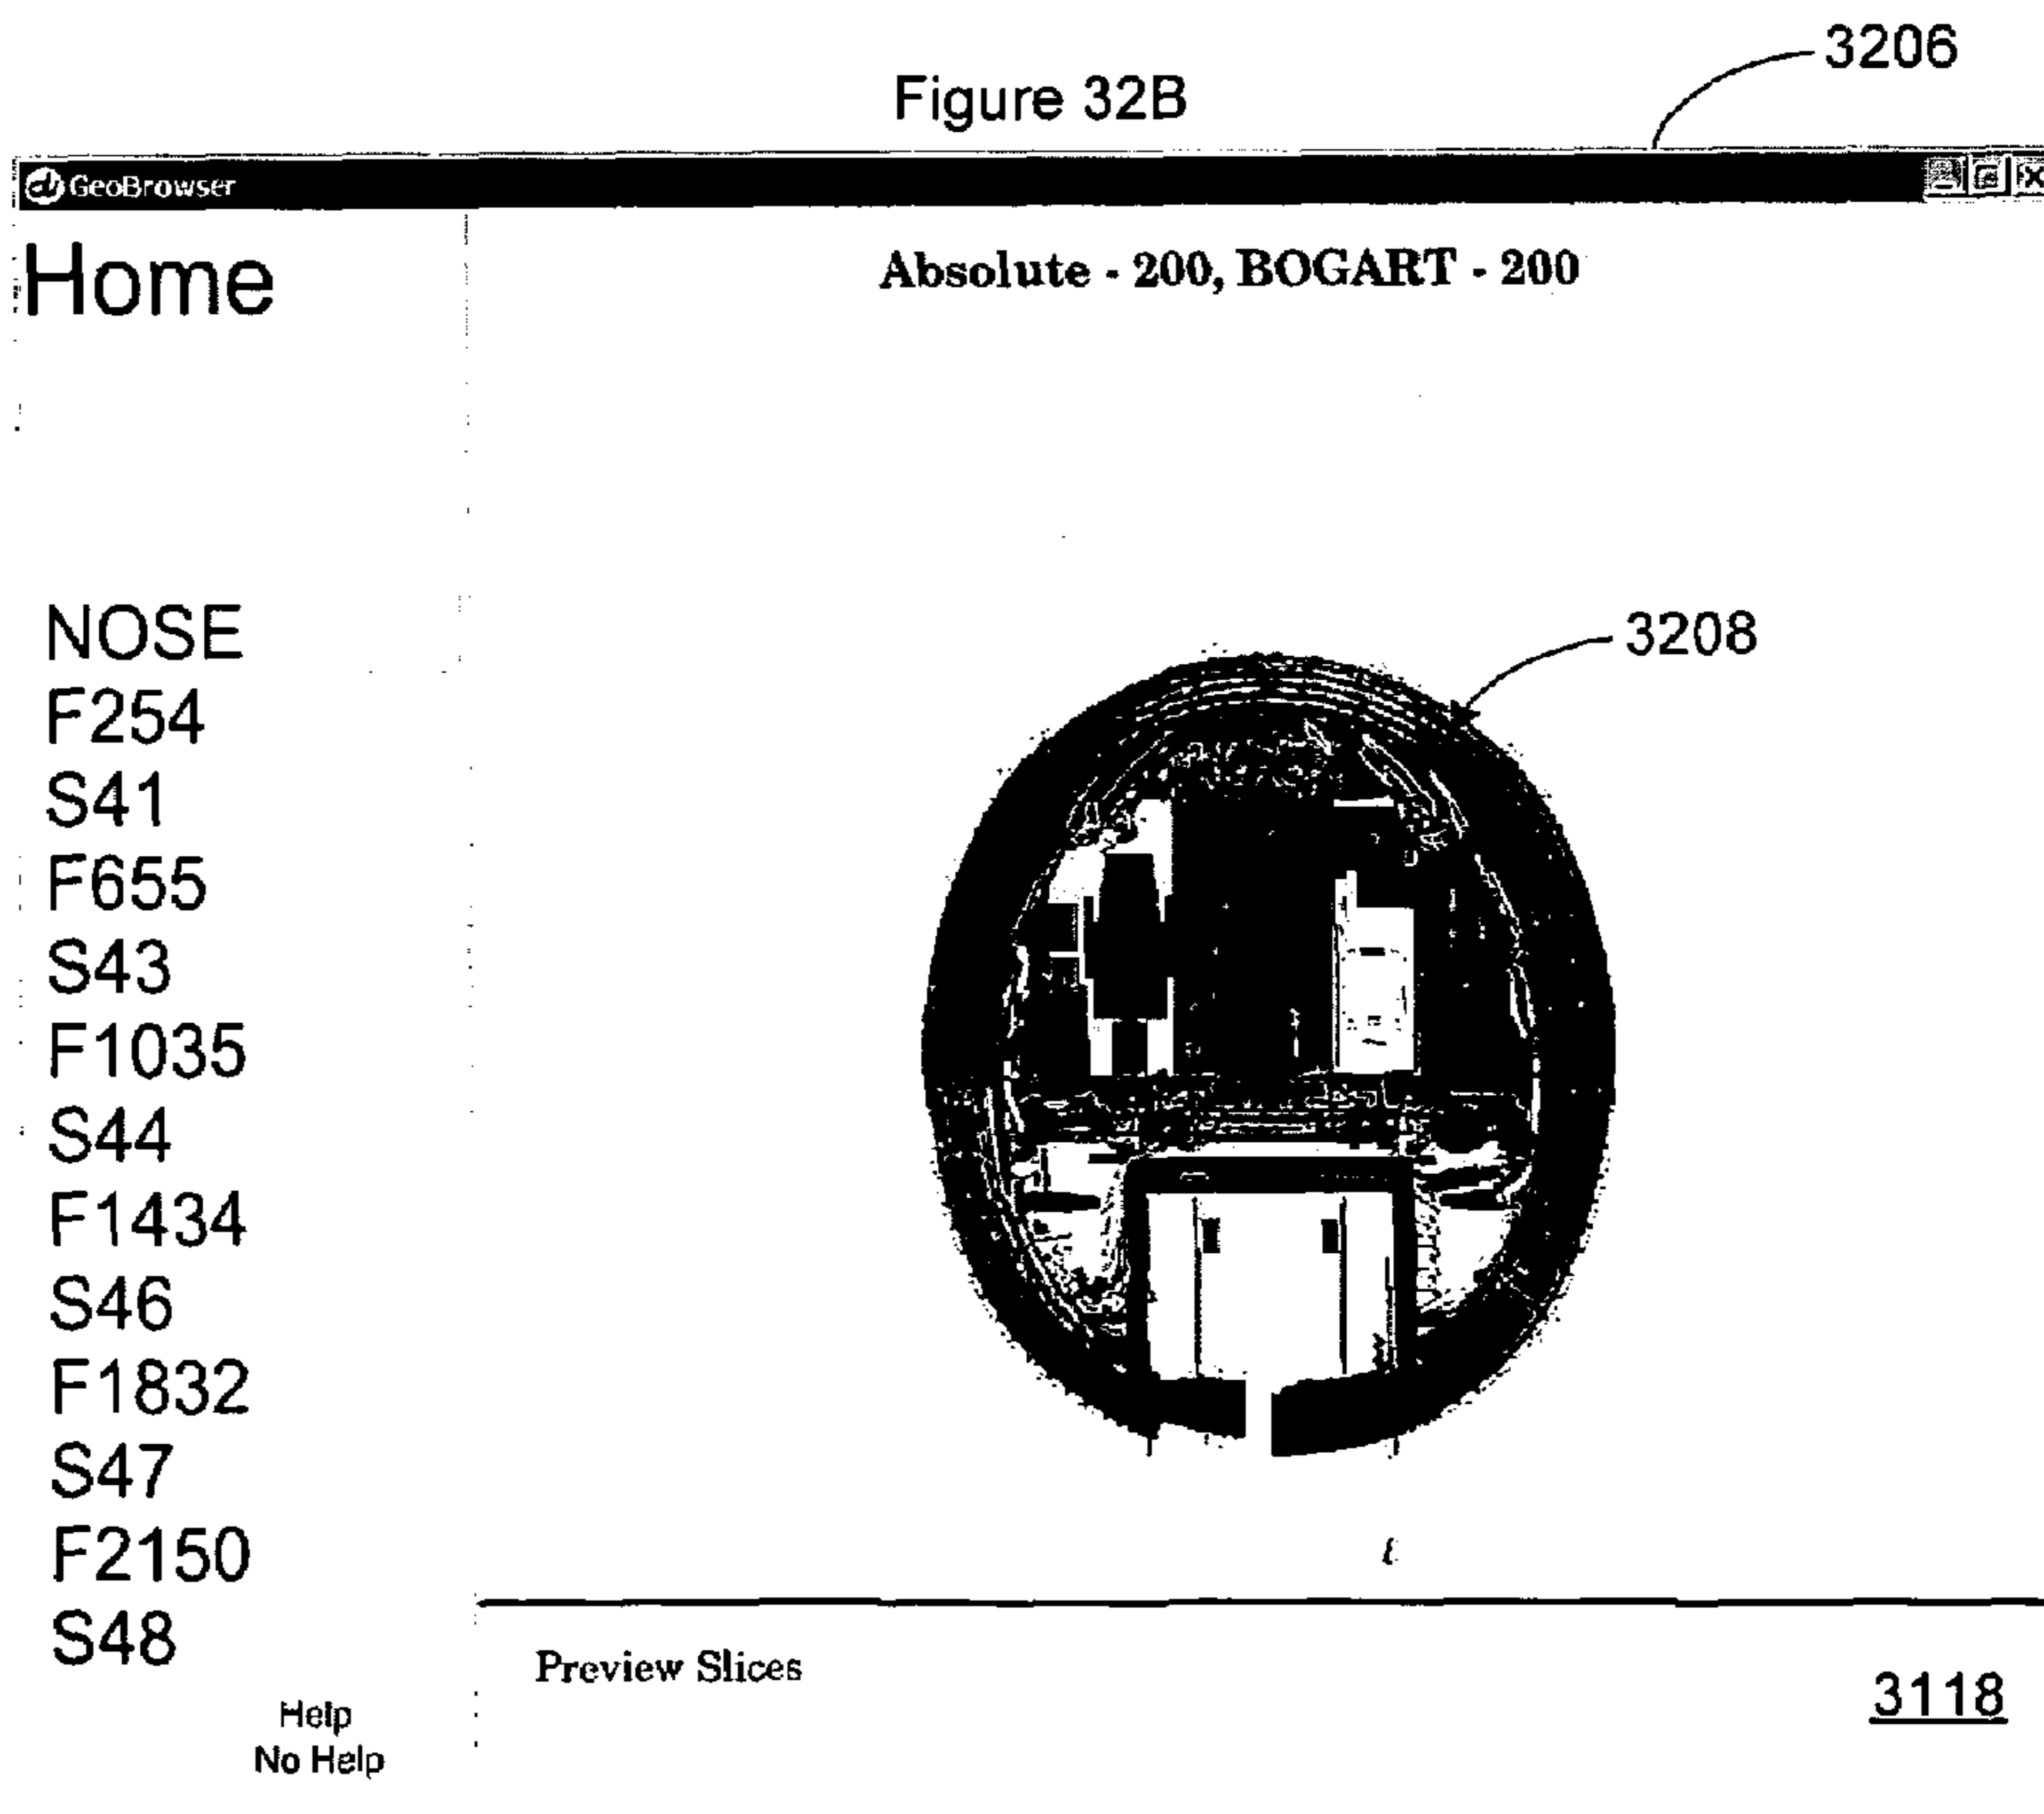 3206
Figure 32B
GeoBrowser
Home
Absolute - 200, BOGART - 200
NOSE
3208
F254
S41
F655
S43
F1035
S44
F1434
S46
F1832
S47
F2150
S48
Preview Slices
3118
Help
No Help